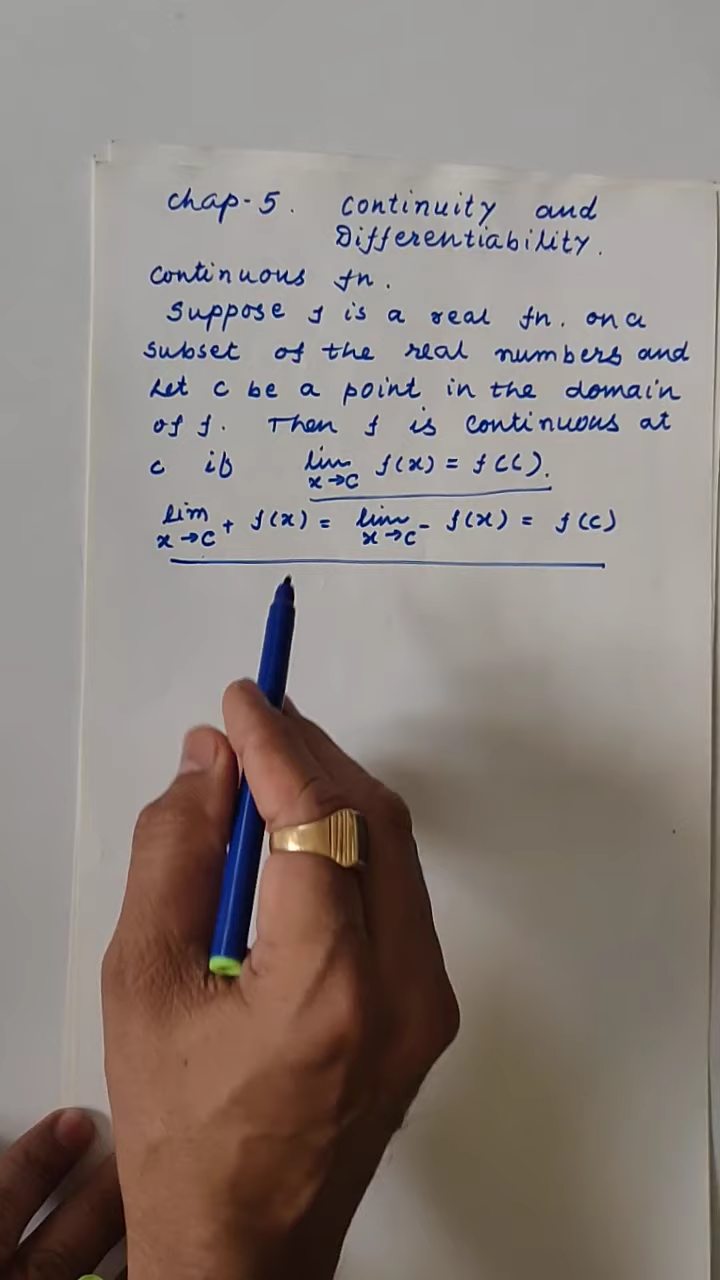 Chap-5. Continuity and
Differentiability.
Continuous fn.
Suppose f is a real fn. on a
subset of the real numbers and
Let c be a point in the domain
of f. Then f is continuous at
c if lim x→c f(x) = f(c).
lim x→c+ f(x) = lim x→c- f(x) = f(c)